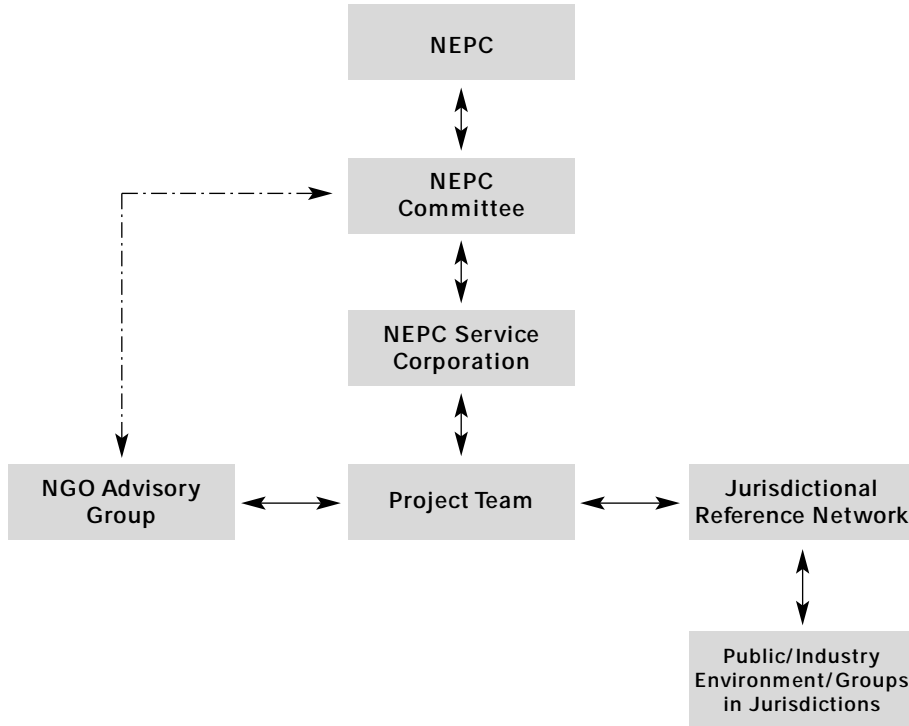 NEPC
NEPC
Committee
NEPC Service
Corporation
NGO Advisory
Group
Project Team
Jurisdictional
Reference Network
Public/Industry
Environment/Groups
in Jurisdictions